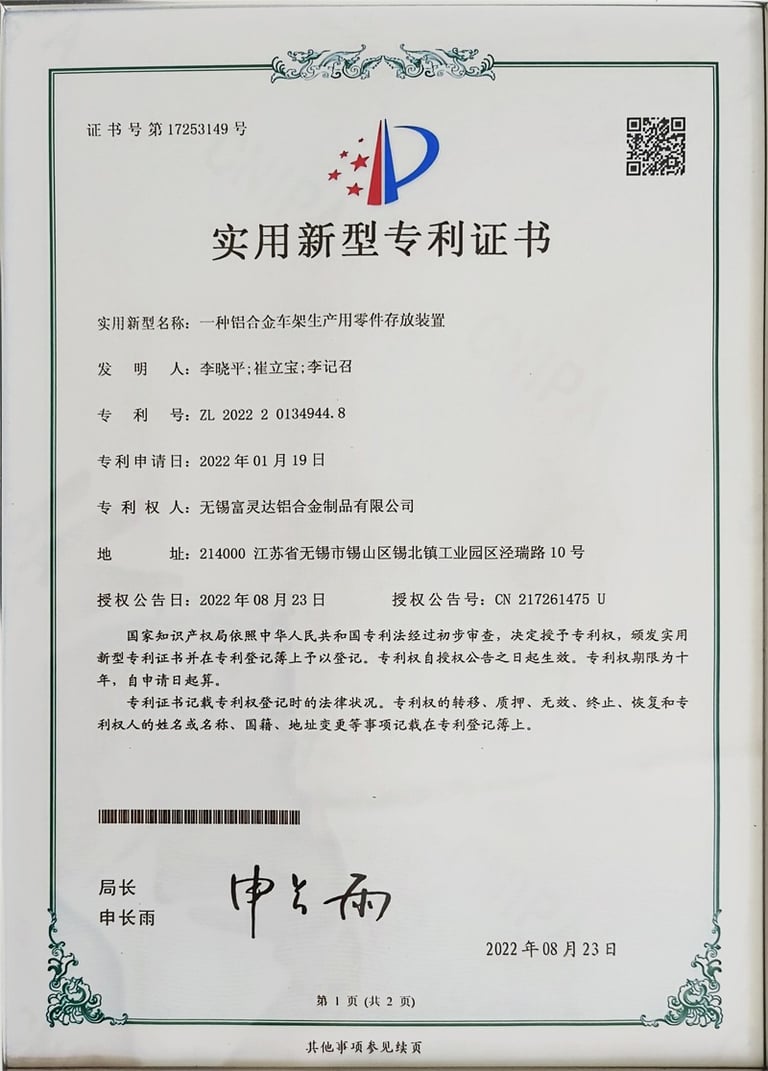 证书号第17253149号
实用新型专利证书
实用新型名称：一种铝合金车架生产用零件存放装置
发明人：李晓平;崔立宝;李记召
专利号：ZL 2022 2 0134944.8
专利申请日：2022年01月19日
专利权人：无锡富灵达铝合金制品有限公司
地址：214000 江苏省无锡市锡山区锡北镇工业园区泾瑞路10号
授权公告日：2022年08月23日 授权公告号：CN 217261475 U
国家知识产权局依照中华人民共和国专利法经过初步审查，决定授予专利权，颁发实用
新型专利证书并在专利登记簿上予以登记。专利权自授权公告之日起生效。专利权期限为十
年，自申请日起算。
专利证书记载专利权登记时的法律状况。专利权的转移、质押、无效、终止、恢复和专
利权人的姓名或名称、国籍、地址变更等事项记载在专利登记簿上。
局长
申长雨
申长雨
2022年08月23日
第 1 页 (共 2 页)
其他事项参见续页